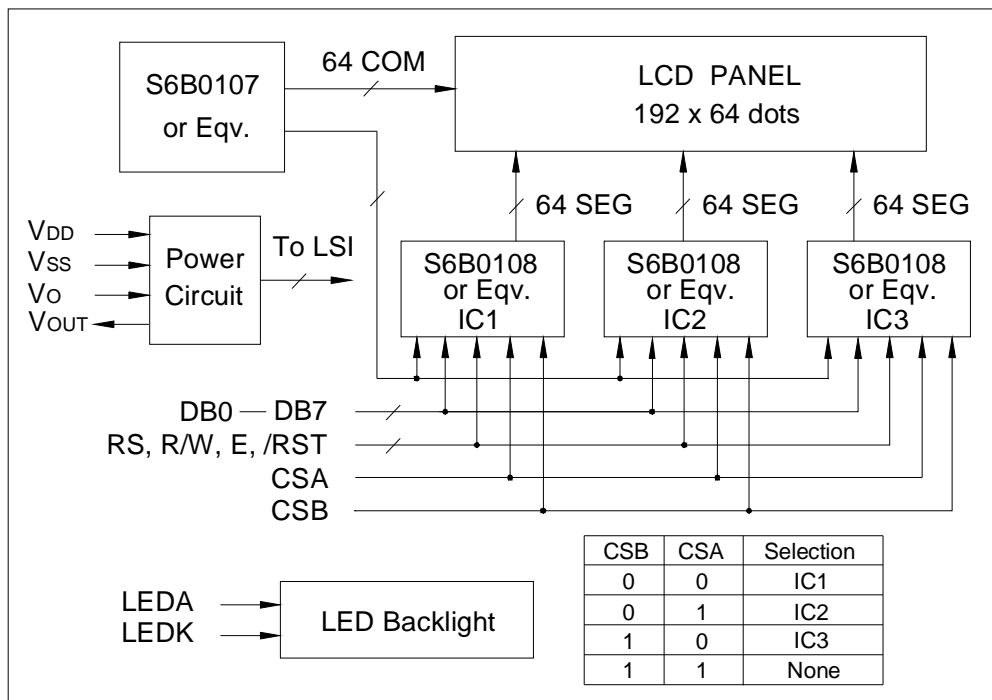 S6B0107
or Eqv.
64 COM
LCD PANEL
192 x 64 dots
64 SEG
64 SEG
64 SEG
VDD
VSS
VO
VOUT
Power
Circuit
To LSI
S6B0108
or Eqv.
IC1
S6B0108
or Eqv.
IC2
S6B0108
or Eqv.
IC3
DB0 — DB7
RS, R/W, E, /RST
CSA
CSB
CSB CSA Selection
0 0 IC1
0 1 IC2
1 0 IC3
1 1 None
LEDA
LEDK
LED Backlight